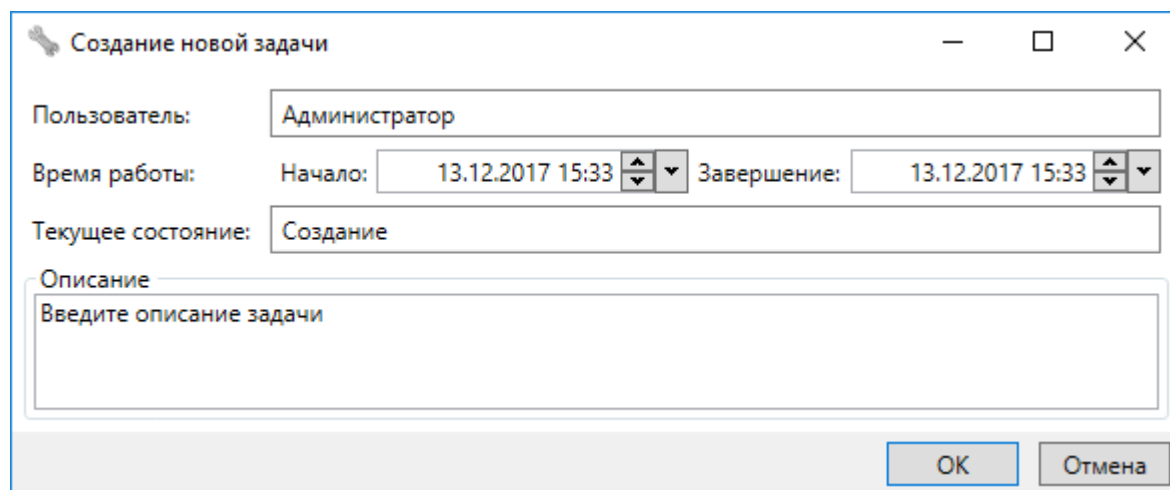 Создание новой задачи
Пользователь: Администратор
Время работы: Начало: 13.12.2017 15:33 Завершение: 13.12.2017 15:33
Текущее состояние: Создание
Описание
Введите описание задачи
ОК Отмена